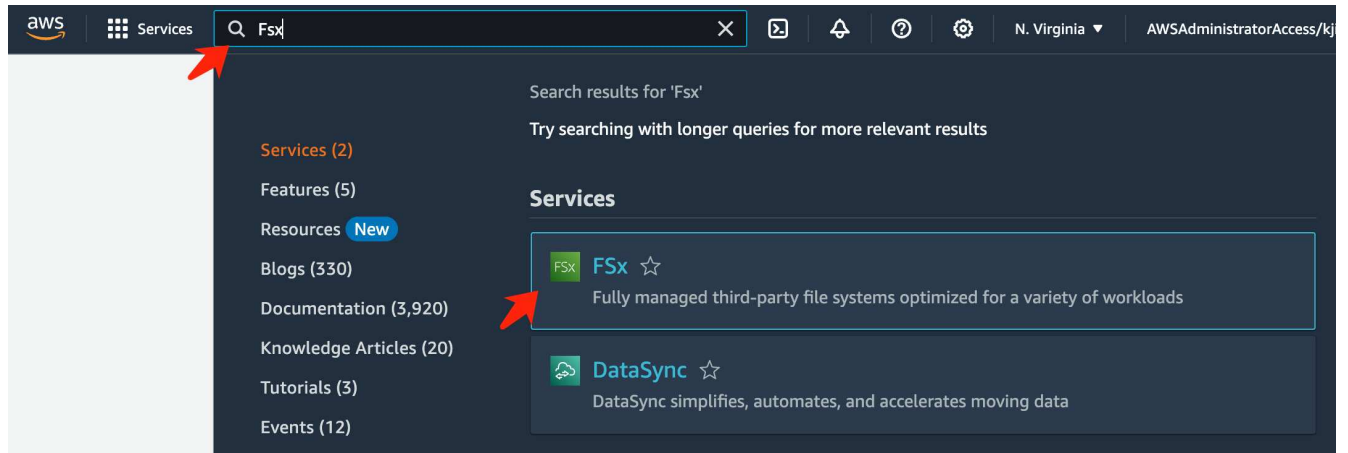 aws
Services
Fsx
N. Virginia
AWSAdministratorAccess/kji
Search results for 'Fsx'
Try searching with longer queries for more relevant results
Services (2)
Features (5)
Resources New
Blogs (330)
Documentation (3,920)
Knowledge Articles (20)
Tutorials (3)
Events (12)
Services
FSx
FSx
Fully managed third-party file systems optimized for a variety of workloads
DataSync
DataSync simplifies, automates, and accelerates moving data